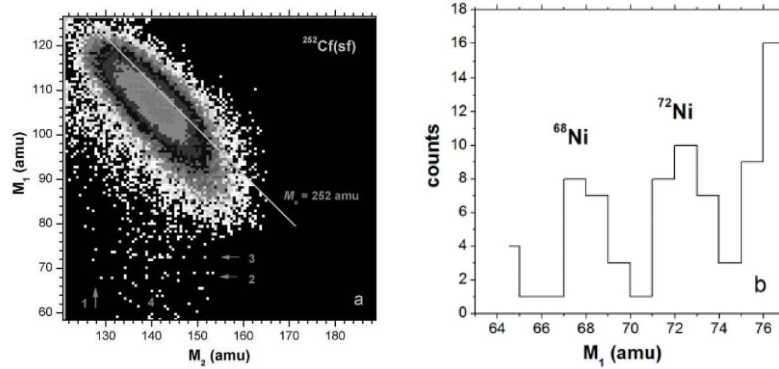 252Cf(sf)
120
110
100
90
80
70
60
M1 (amu)
Ms = 252 amu
3
2
1
4
a
130 140 150 160 170 180
M2 (amu)
18
16
14
12
10
8
6
4
2
0
counts
68Ni
72Ni
b
64 66 68 70 72 74 76
M1 (amu)